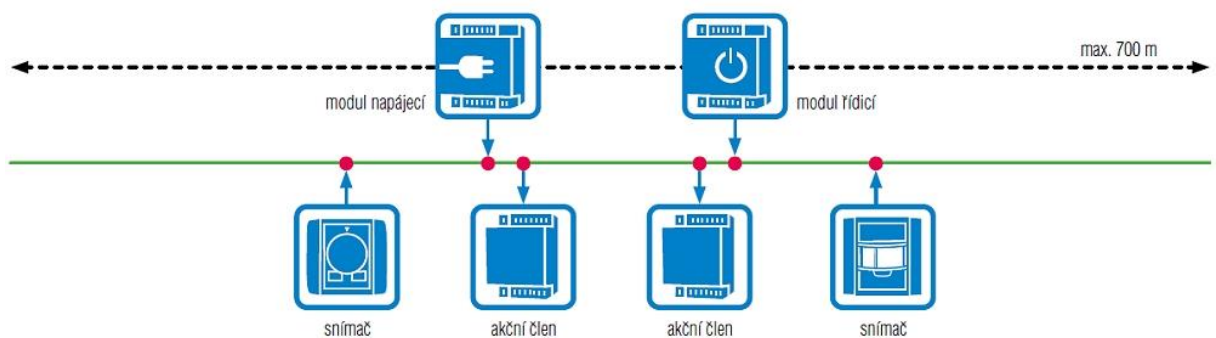 max. 700 m
modul napájecí
modul řídicí
snímač
akční člen
akční člen
snímač